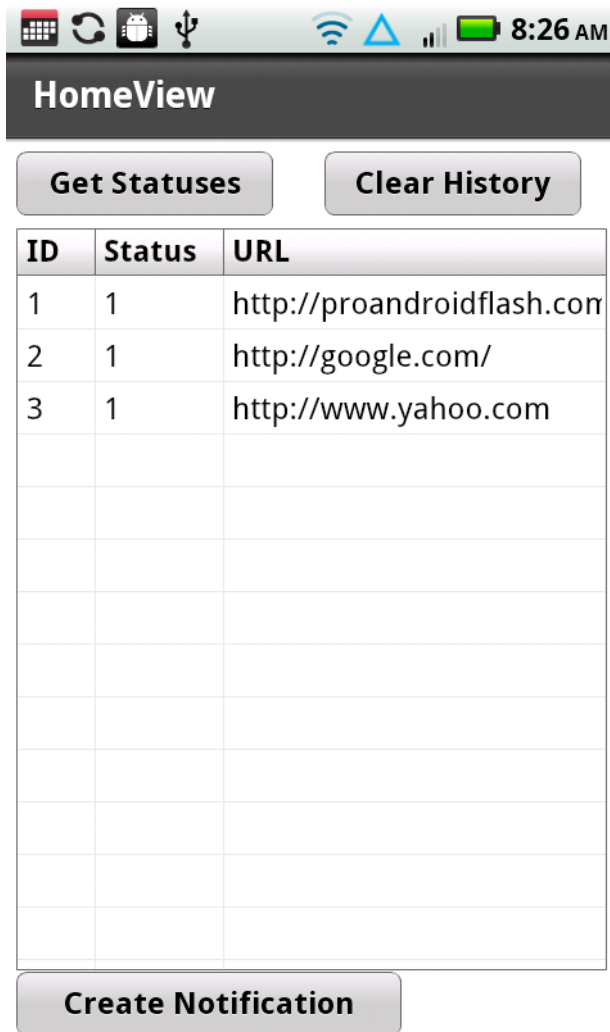 8:26 AM
HomeView
Get Statuses Clear History
ID Status URL
1 1 http://proandroidflash.com
2 1 http://google.com/
3 1 http://www.yahoo.com
Create Notification